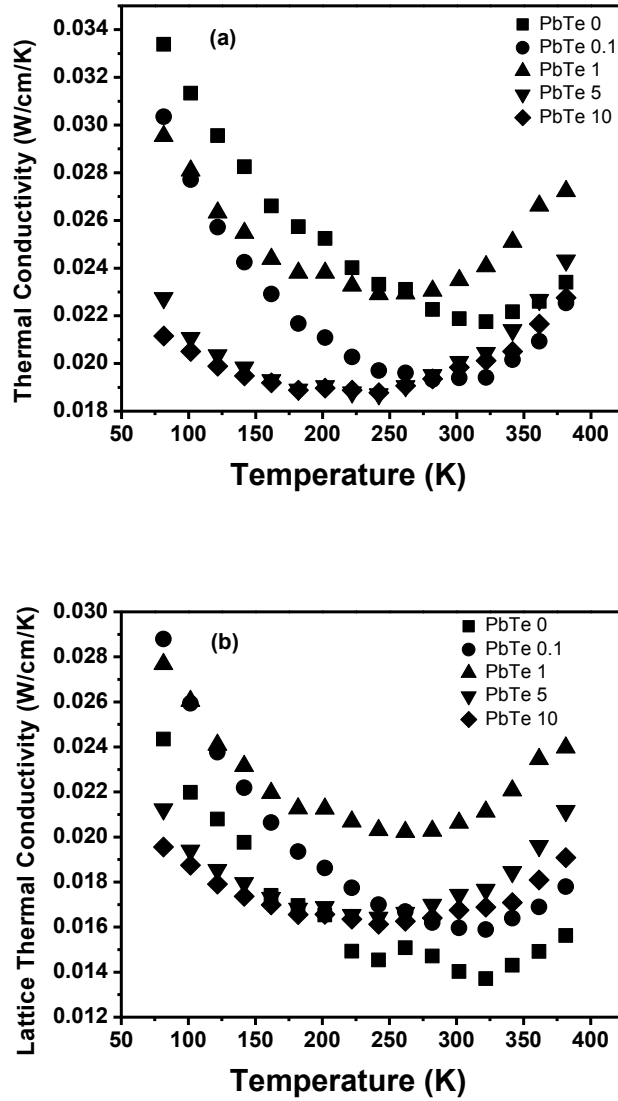 0.034
0.032
0.030
0.028
0.026
0.024
0.022
0.020
0.018
Thermal Conductivity (W/cm/K)
(a)
PbTe 0
PbTe 0.1
PbTe 1
PbTe 5
PbTe 10
50 100 150 200 250 300 350 400
Temperature (K)
0.030
0.028
0.026
0.024
0.022
0.020
0.018
0.016
0.014
0.012
Lattice Thermal Conductivity (W/cm/K)
(b)
PbTe 0
PbTe 0.1
PbTe 1
PbTe 5
PbTe 10
50 100 150 200 250 300 350 400
Temperature (K)